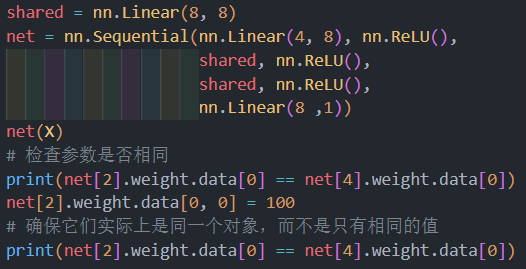 shared = nn.Linear(8, 8)
net = nn.Sequential(nn.Linear(4, 8), nn.ReLU(),
shared, nn.ReLU(),
shared, nn.ReLU(),
nn.Linear(8 ,1))
net(X)
# 检查参数是否相同
print(net[2].weight.data[0] == net[4].weight.data[0])
net[2].weight.data[0, 0] = 100
# 确保它们实际上是同一个对象，而不是只有相同的值
print(net[2].weight.data[0] == net[4].weight.data[0])